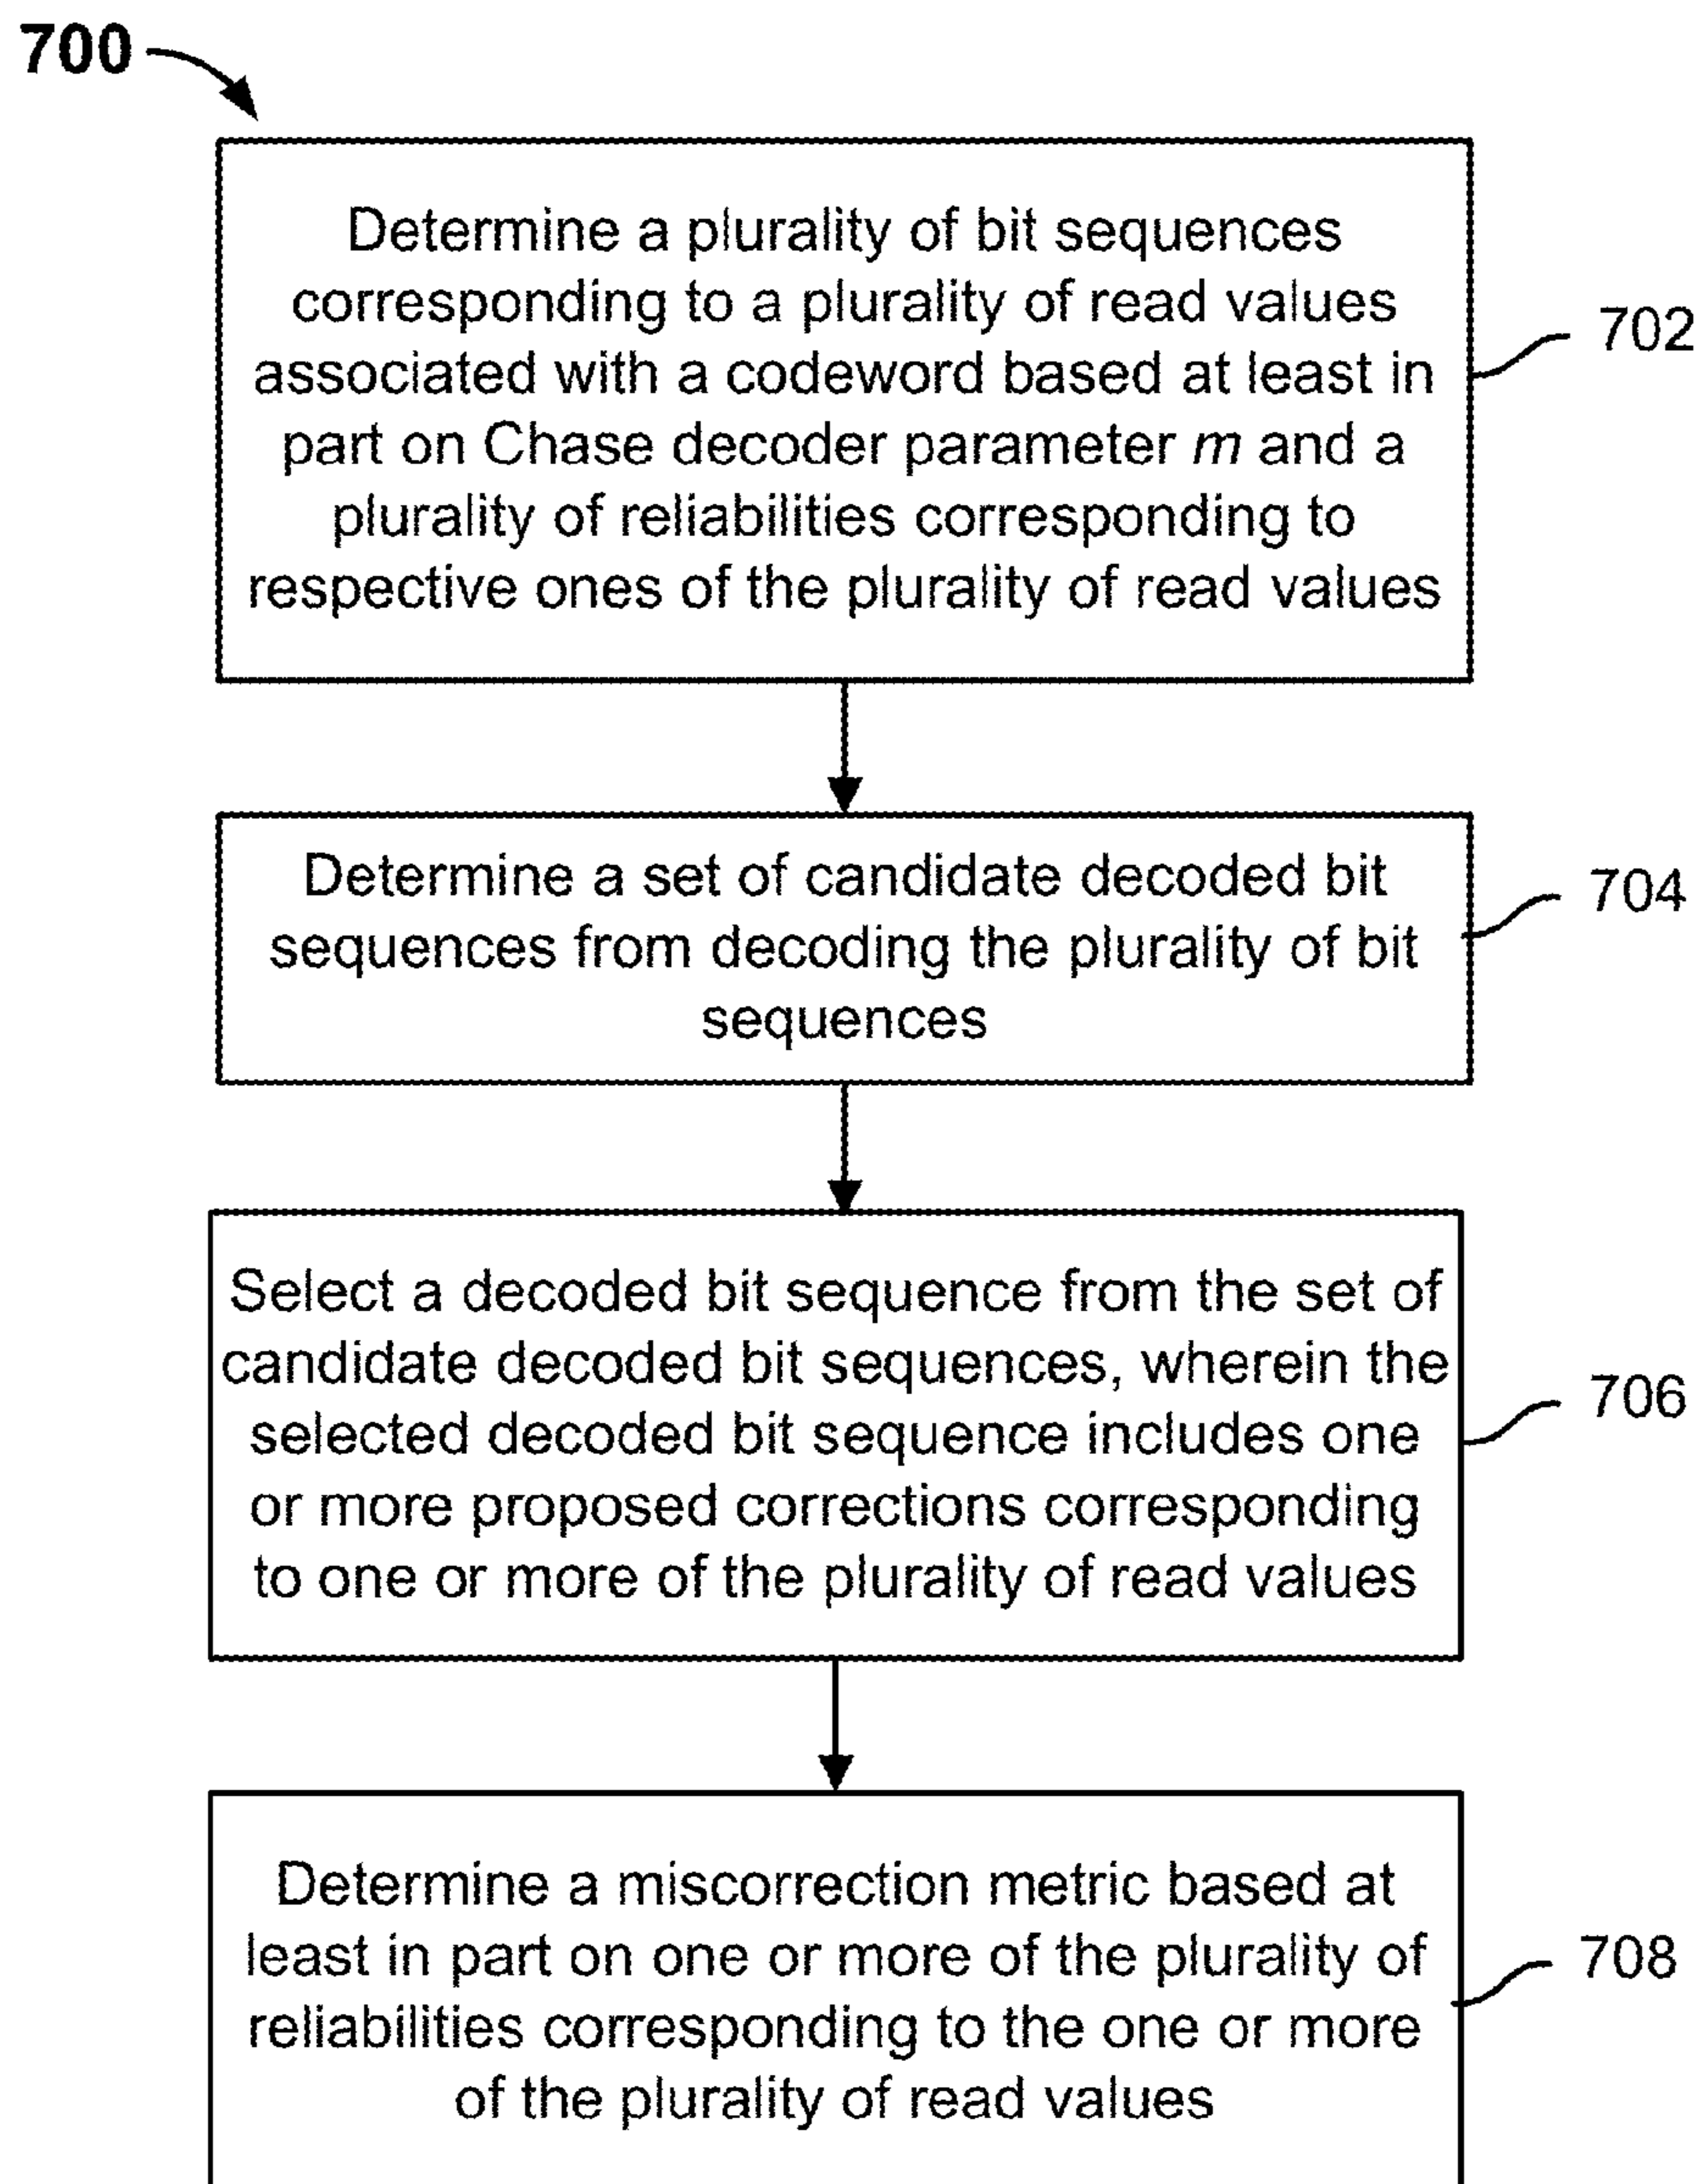 700
Determine a plurality of bit sequences
corresponding to a plurality of read values
associated with a codeword based at least in
part on Chase decoder parameter m and a
plurality of reliabilities corresponding to
respective ones of the plurality of read values
702
Determine a set of candidate decoded bit
sequences from decoding the plurality of bit
sequences
704
Select a decoded bit sequence from the set of
candidate decoded bit sequences, wherein the
selected decoded bit sequence includes one
or more proposed corrections corresponding
to one or more of the plurality of read values
706
Determine a miscorrection metric based at
least in part on one or more of the plurality of
reliabilities corresponding to the one or more
of the plurality of read values
708